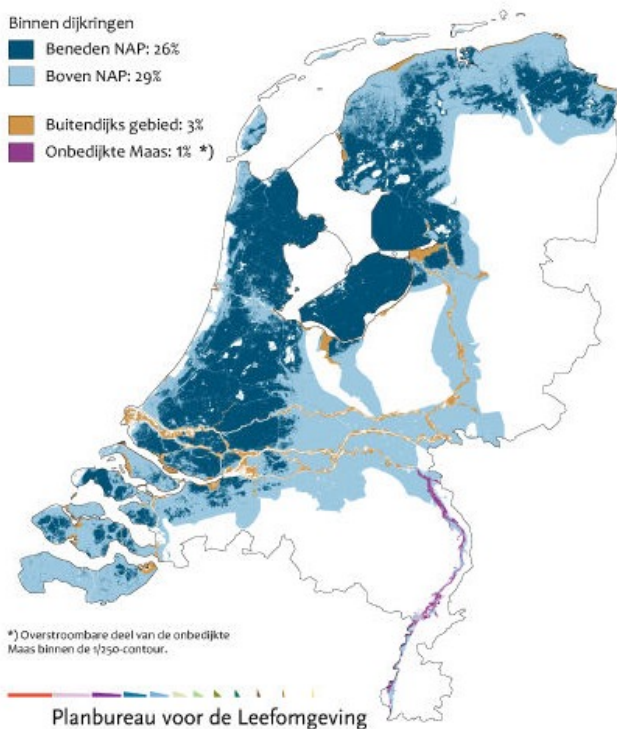 Binnen dijkringen
Beneden NAP: 26%
Boven NAP: 29%
Buitendijks gebied: 3%
Onbedijkte Maas: 1% *)
*) Overstroombare deel van de onbedijkte
Maas binnen de 1/250-contour.
Planbureau voor de Leefomgeving